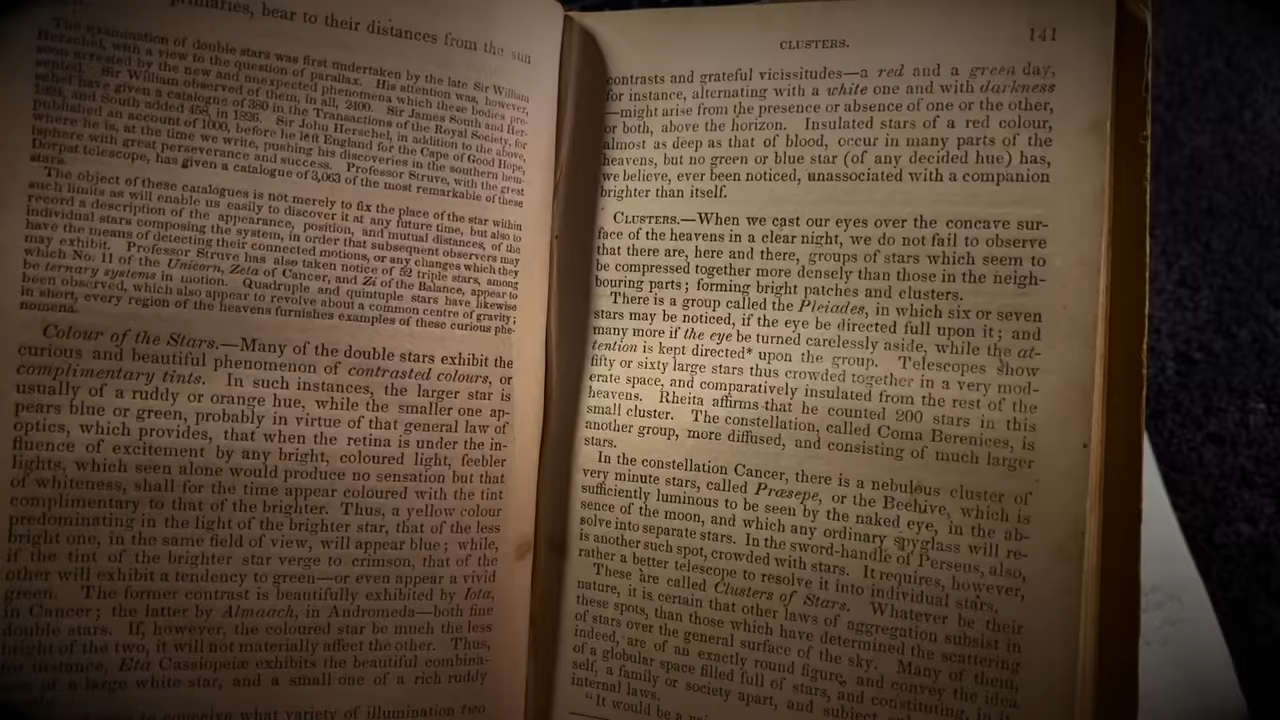 primaries, bear to their distances from the sun
The examination of double stars was first undertaken by the late Sir William
Herschel, with a view to the question of parallax. His attention was, however,
soon arrested by the new and unexpected phenomena which these bodies pre-
sented. Sir William observed of them, in all, 2400. Sir James South and Her-
schel have given a catalogue of 380 in the Transactions of the Royal Society, for
1824, and South added 458, in 1826. Sir John Herschel, in addition to the above,
published an account of 1000, before he left England for the Cape of Good Hope,
where he is, at the time we write, pushing his discoveries in the southern hem-
isphere with great perseverance and success. Professor Struve, with the great
Dorpat telescope, has given a catalogue of 3,063 of the most remarkable of these
stars.
The object of these catalogues is not merely to fix the place of the star within
such limits as will enable us easily to discover it at any future time, but also to
record a description of the appearance, position, and mutual distances, of the
individual stars composing the system, in order that subsequent observers may
have the means of detecting their connected motions, or any changes which they
may exhibit. Professor Struve has also taken notice of 52 triple stars, among
which No. 11 of the Unicorn, Zeta of Cancer, and Zi of the Balance, appear to
be ternary systems in motion. Quadruple and quintuple stars have likewise
been observed, which also appear to revolve about a common centre of gravity;
in short, every region of the heavens furnishes examples of these curious phe-
nomena.
Colour of the Stars.—Many of the double stars exhibit the
curious and beautiful phenomenon of contrasted colours, or
complimentary tints. In such instances, the larger star is
usually of a ruddy or orange hue, while the smaller one ap-
pears blue or green, probably in virtue of that general law of
optics, which provides, that when the retina is under the in-
fluence of excitement by any bright, coloured light, feebler
lights, which seen alone would produce no sensation but that
of whiteness, shall for the time appear coloured with the tint
complimentary to that of the brighter. Thus, a yellow colour
predominating in the light of the brighter star, that of the less
bright one, in the same field of view, will appear blue; while,
if the tint of the brighter star verge to crimson, that of the
other will exhibit a tendency to green—or even appear a vivid
green. The former contrast is beautifully exhibited by Iota,
in Cancer; the latter by Almaach, in Andromeda—both fine
double stars. If, however, the coloured star be much the less
bright of the two, it will not materially affect the other. Thus,
for instance, Eta Cassiopeiæ exhibits the beautiful combina-
of a large white star, and a small one of a rich ruddy
to conceive what variety of illumination two
CLUSTERS. 141
contrasts and grateful vicissitudes—a red and a green day,
for instance, alternating with a white one and with darkness
—might arise from the presence or absence of one or the other,
or both, above the horizon. Insulated stars of a red colour,
almost as deep as that of blood, occur in many parts of the
heavens, but no green or blue star (of any decided hue) has,
we believe, ever been noticed, unassociated with a companion
brighter than itself.
CLUSTERS.—When we cast our eyes over the concave sur-
face of the heavens in a clear night, we do not fail to observe
that there are, here and there, groups of stars which seem to
be compressed together more densely than those in the neigh-
bouring parts; forming bright patches and clusters.
There is a group called the Pleiades, in which six or seven
stars may be noticed, if the eye be directed full upon it; and
many more if the eye be turned carelessly aside, while the at-
tention is kept directed* upon the group. Telescopes show
fifty or sixty large stars thus crowded together in a very mod-
erate space, and comparatively insulated from the rest of the
heavens. Rheita affirms that he counted 200 stars in this
small cluster. The constellation, called Coma Berenices, is
another group, more diffused, and consisting of much larger
stars.
In the constellation Cancer, there is a nebulous cluster of
very minute stars, called Præsepe, or the Beehive, which is
sufficiently luminous to be seen by the naked eye, in the ab-
sence of the moon, and which any ordinary spyglass will re-
solve into separate stars. In the sword-handle of Perseus, also,
is another such spot, crowded with stars. It requires, however,
rather a better telescope to resolve it into individual stars.
These are called Clusters of Stars. Whatever be their
nature, it is certain that other laws of aggregation subsist in
these spots, than those which have determined the scattering
of stars over the general surface of the sky. Many of them,
indeed, are of an exactly round figure, and convey the idea
of a globular space filled full of stars, and constituting, in it-
self, a family or society apart, and subject
internal laws.
"It would be a